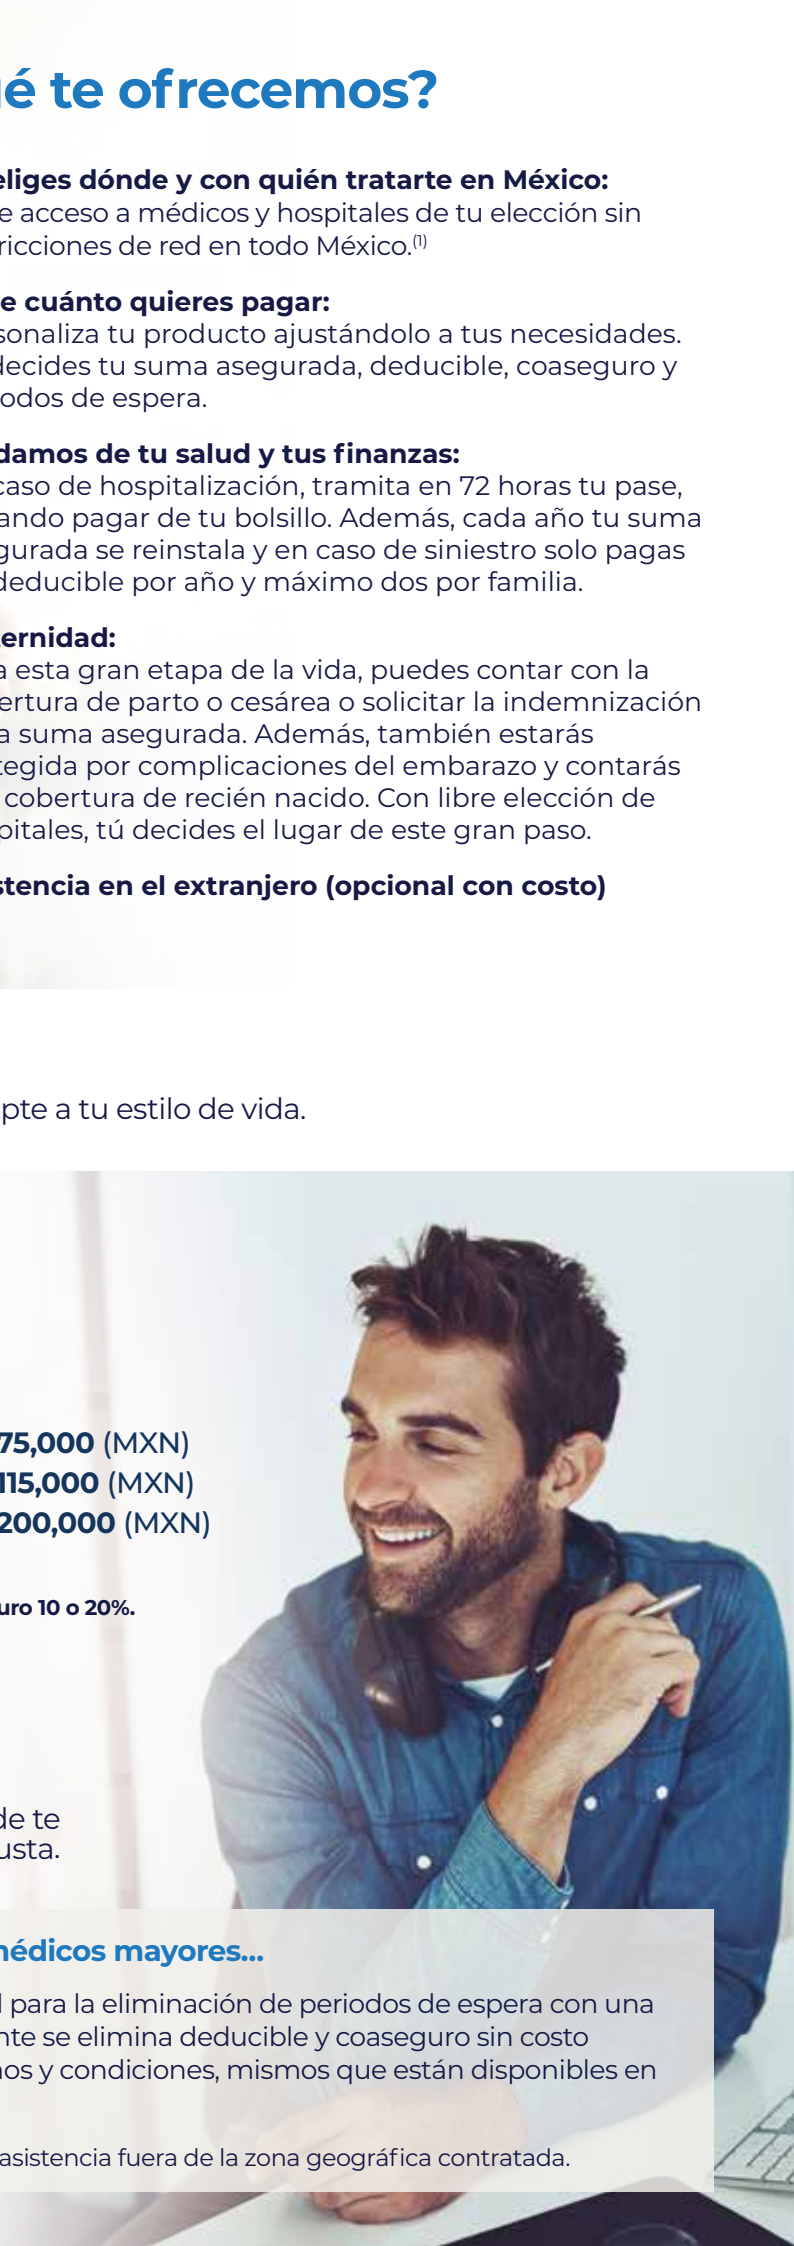 é te ofrecemos?
eliges dónde y con quién tratarte en México:
e acceso a médicos y hospitales de tu elección sin
ricciones de red en todo México.(1)
e cuánto quieres pagar:
sonaliza tu producto ajustándolo a tus necesidades.
decides tu suma asegurada, deducible, coaseguro y
odos de espera.
damos de tu salud y tus finanzas:
caso de hospitalización, tramita en 72 horas tu pase,
ando pagar de tu bolsillo. Además, cada año tu suma
gurada se reinstala y en caso de siniestro solo pagas
deducible por año y máximo dos por familia.
ternidad:
a esta gran etapa de la vida, puedes contar con la
ertura de parto o cesárea o solicitar la indemnización
a suma asegurada. Además, también estarás
tegida por complicaciones del embarazo y contarás
cobertura de recién nacido. Con libre elección de
pitales, tú decides el lugar de este gran paso.
stencia en el extranjero (opcional con costo)
pte a tu estilo de vida.
75,000 (MXN)
115,000 (MXN)
200,000 (MXN)
uro 10 o 20%.
de te
usta.
médicos mayores...
l para la eliminación de periodos de espera con una
nte se elimina deducible y coaseguro sin costo
nos y condiciones, mismos que están disponibles en
asistencia fuera de la zona geográfica contratada.